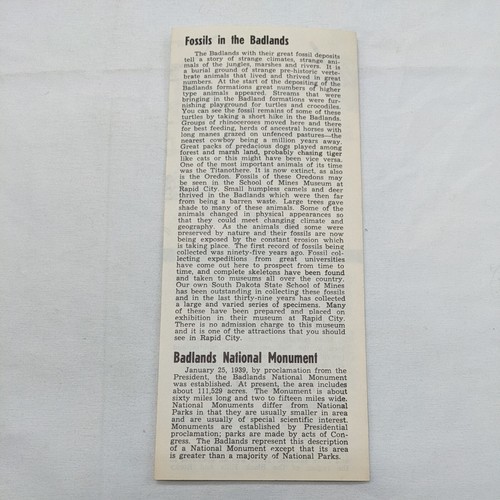 Fossils in the Badlands
The Badlands with their great fossil deposits
tell a story of strange climates, strange ani-
mals of the jungles, marshes and rivers. It is
a burial ground of strange pre-historic verte-
brate animals that lived and thrived in great
numbers. At the start of the depositing of the
Badlands formations great numbers of higher
type animals appeared. Streams that were
bringing in the Badland formations were fur-
nishing playground for turtles and crocodiles.
You can see the fossil remains of some of these
turtles by taking a short hike in the Badlands.
Groups of rhinoceroses moved here and there
for best feeding, herds of ancestral horses with
long manes grazed on unfenced pastures—the
nearest cowboy being a million years away.
Great packs of predacious dogs played among
forest and marsh land, probably chasing tiger
like cats or this might have been vice versa.
One of the most important animals of its time
was the Titanothere. It is now extinct, as also
is the Oredon. Fossils of these Oredons may
be seen in the School of Mines Museum at
Rapid City. Small humpless camels and deer
thrived in the Badlands which were then far
from being a barren waste. Large trees gave
shade to many of these animals. Some of the
animals changed in physical appearances so
that they could meet changing climate and
geography. As the animals died some were
preserved by nature and their fossils are now
being exposed by the constant erosion which
is taking place. The first record of fossils being
collected was ninety-five years ago. Fossil col-
lecting expeditions from great universities
have come out here to prospect from time to
time, and complete skeletons have been found
and taken to museums all over the country.
Our own South Dakota State School of Mines
has been outstanding in collecting these fossils
and in the last thirty-nine years has collected
a large and varied series of specimens. Many
of these have been prepared and placed on
exhibition in their museum at Rapid City.
There is no admission charge to this museum
and it is one of the attractions that you should
see in Rapid City.
Badlands National Monument
January 25, 1939, by proclamation from the
President, the Badlands National Monument
was established. At present, the area includes
about 111,529 acres. The Monument is about
sixty miles long and two to fifteen miles wide.
National Monuments differ from National
Parks in that they are usually smaller in area
and are usually of special scientific interest.
Monuments are established by Presidential
proclamation; parks are made by acts of Con-
gress. The Badlands represent this description
of a National Monument except that its area
is greater than a majority of National Parks.